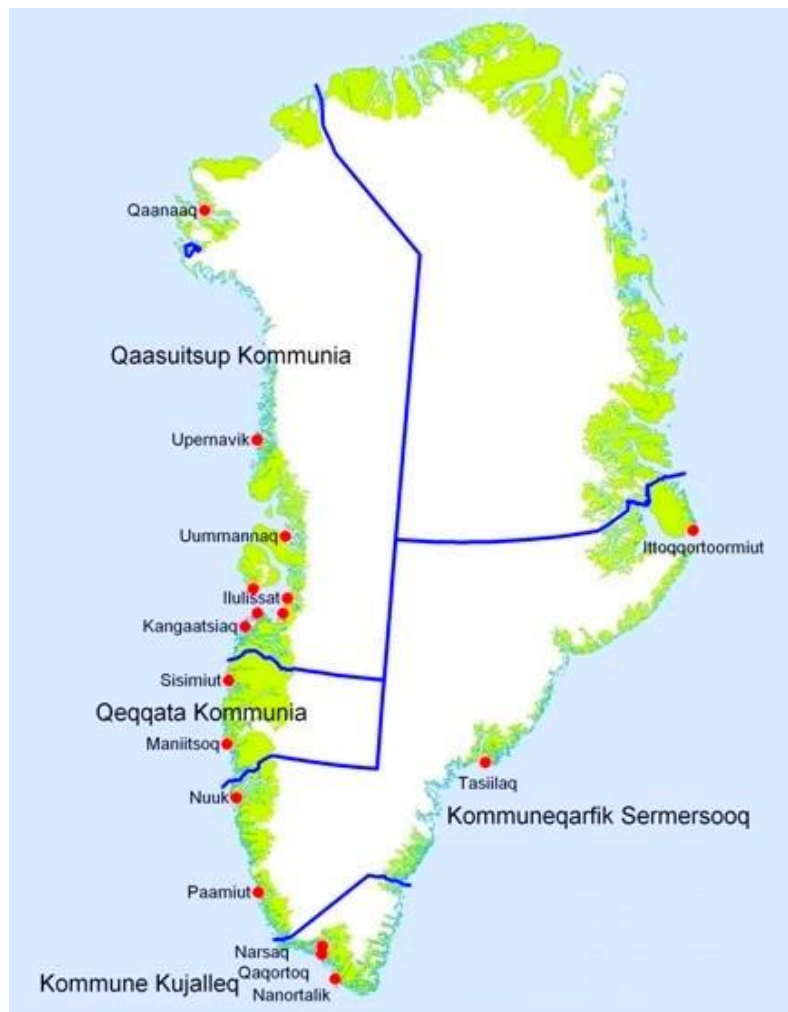 Qaanaaq
Qaasuitsup Kommunia
Upernavik
Uummannaq
Ittoqqortoormiut
Ilulissat
Kangaatsiaq
Sisimiut
Qeqqata Kommunia
Maniitsoq
Tasiilaq
Nuuk
Kommuneqarfik Sermersooq
Paamiut
Narsaq
Qaqortoq
Kommune Kujalleq
Nanortalik